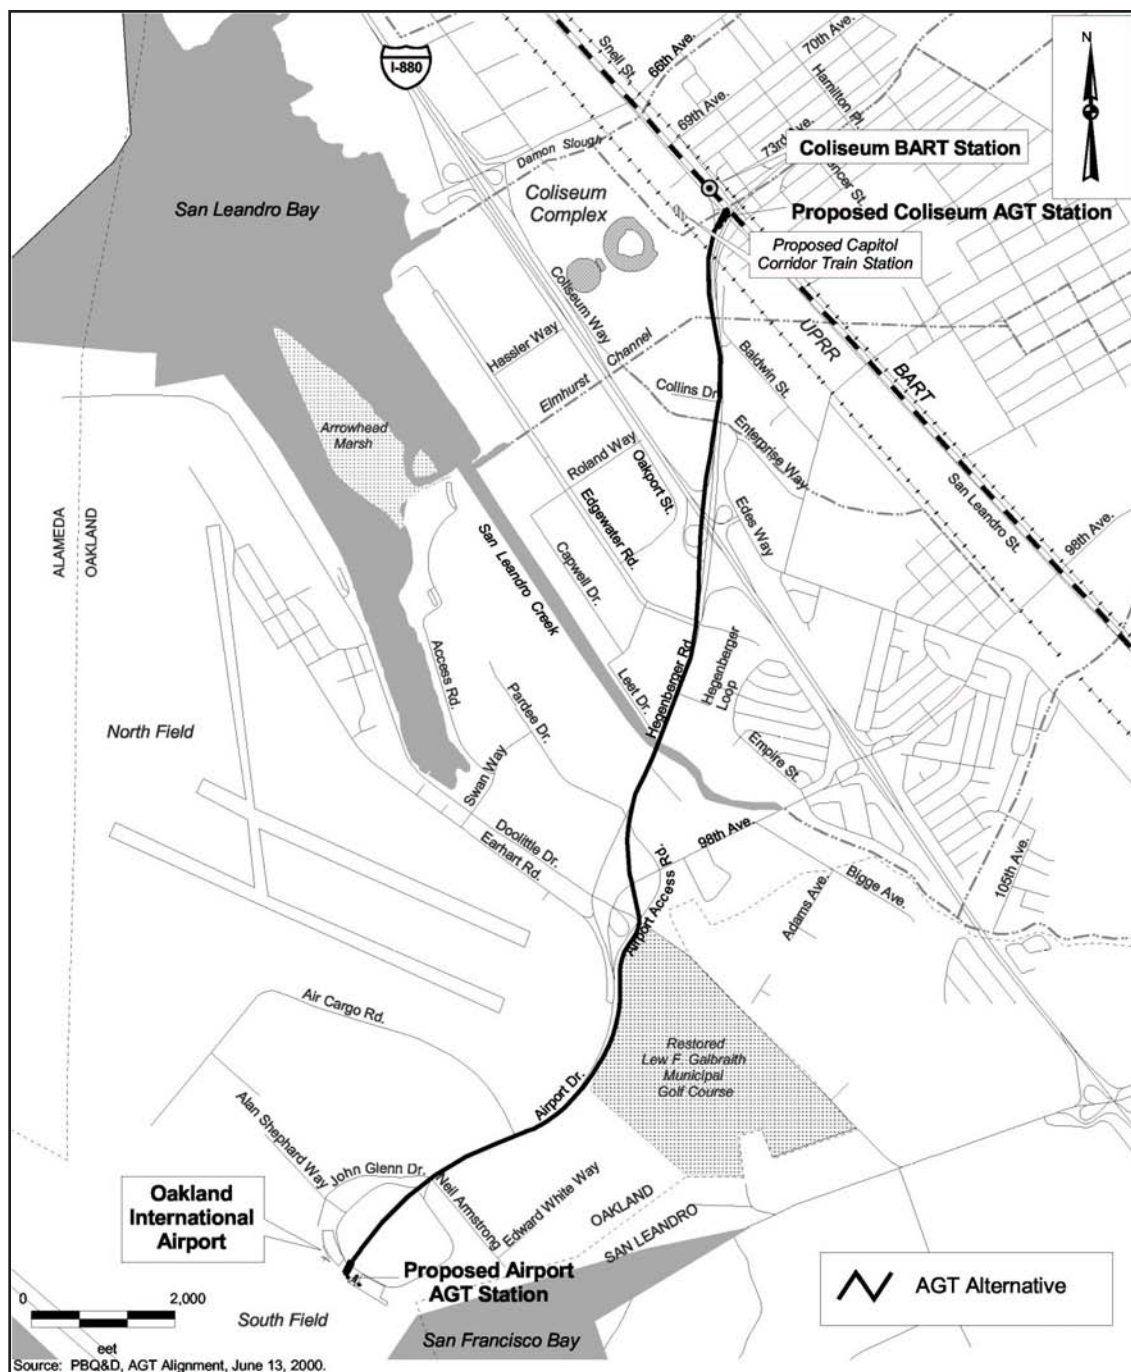 N
I-880
Snell St.
66th Ave.
70th Ave.
Hamilton Pl.
69th Ave.
73rd Ave.
Coliseum BART Station
Damon Slough
Coliseum
Complex
San Leandro Bay
Proposed Coliseum AGT Station
Proposed Capitol
Corridor Train Station
Coliseum Way
Hassler Way
Elmhurst Channel
UPRR
BART
Baldwin St.
Collins Dr.
Enterprise Way
Arrowhead
Marsh
Roland Way
Oakport St.
Edgewater Rd.
Edes Way
San Leandro St.
98th Ave.
ALAMEDA
OAKLAND
San Leandro Creek
Capwell Dr.
Access Rd.
Pardee Dr.
Leet Dr.
Hegenberger Rd.
Hegenberger
Loop
North Field
Empire St.
Swan Way
Doolittle Dr.
Earhart Rd.
98th Ave.
Airport Access Rd.
Adams Ave.
Bigge Ave.
105th Ave.
Air Cargo Rd.
Restored
Lew F. Galbraith
Municipal
Golf Course
Airport Dr.
Alan Shephard Way
John Glenn Dr.
Neil Armstrong
Edward White Way
OAKLAND
SAN LEANDRO
Oakland
International
Airport
Proposed Airport
AGT Station
AGT Alternative
0 2,000
eet
South Field
San Francisco Bay
Source: PBQ&D, AGT Alignment, June 13, 2000.